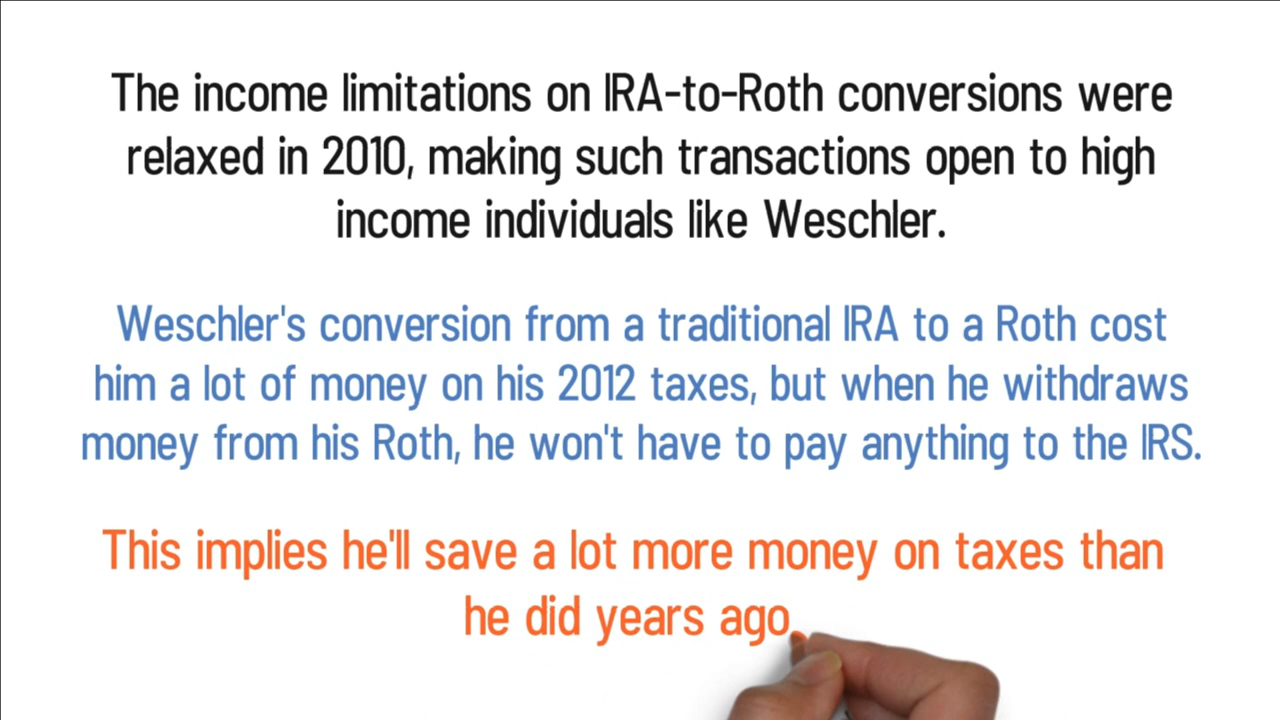 The income limitations on IRA-to-Roth conversions were
relaxed in 2010, making such transactions open to high
income individuals like Weschler.
Weschler's conversion from a traditional IRA to a Roth cost
him a lot of money on his 2012 taxes, but when he withdraws
money from his Roth, he won't have to pay anything to the IRS.
This implies he'll save a lot more money on taxes than
he did years ago.